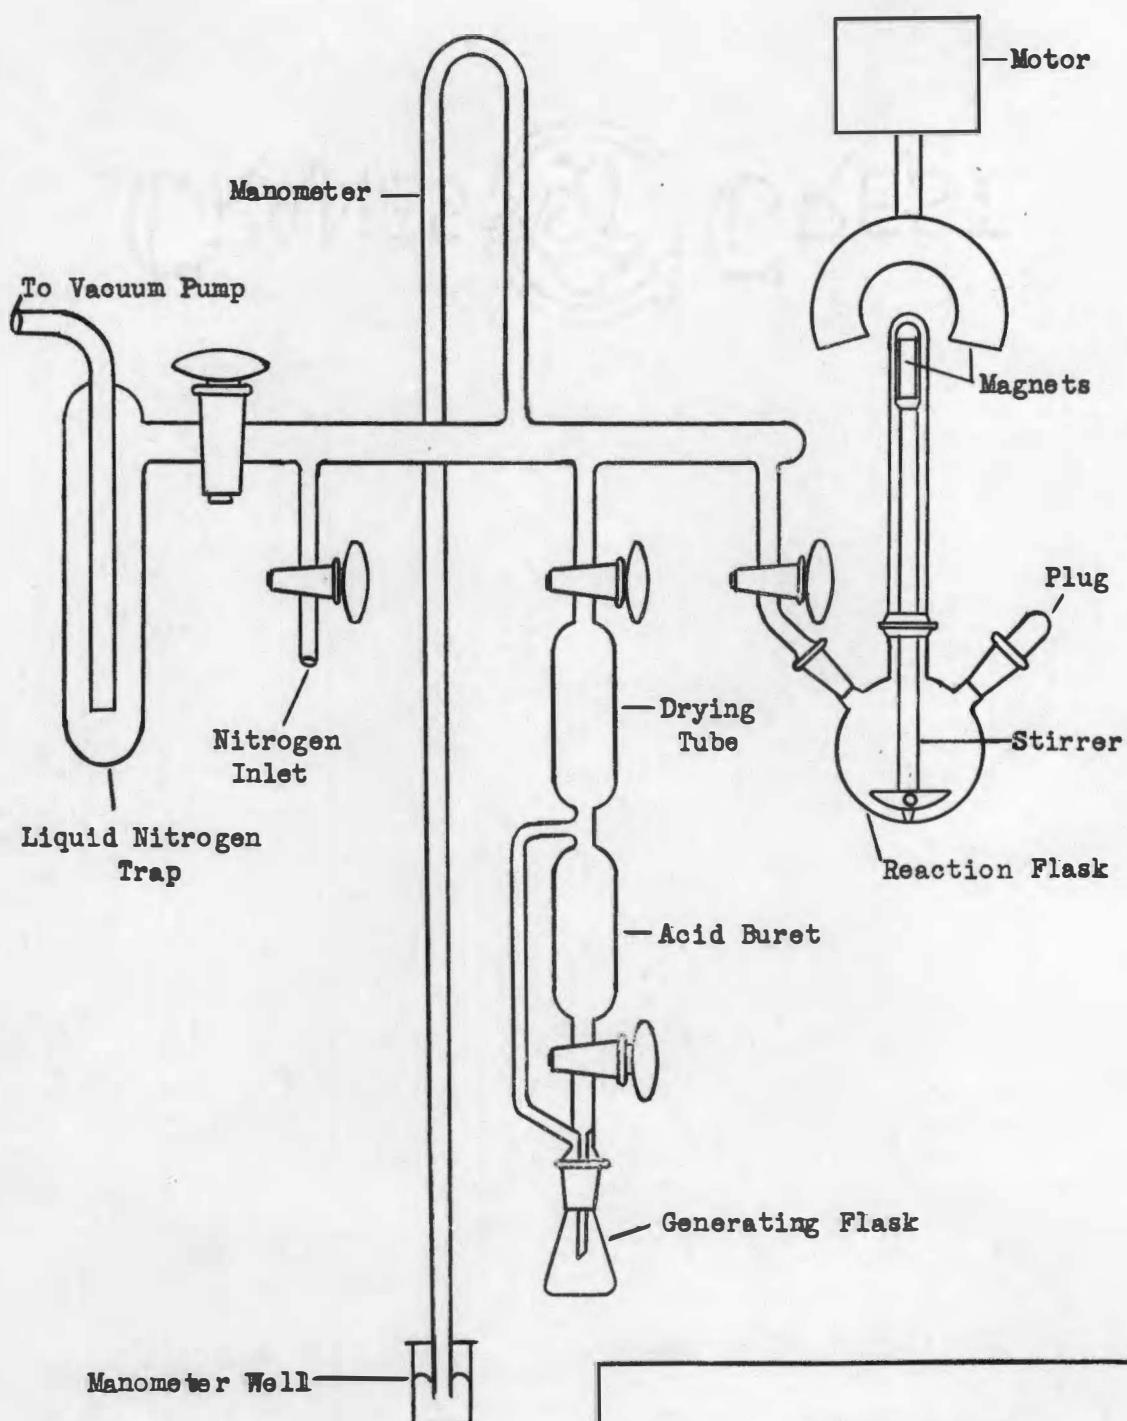 Motor
Manometer
To Vacuum Pump
Magnets
Plug
Drying
Tube
Nitrogen
Inlet
Stirrer
Liquid Nitrogen
Trap
Reaction Flask
Acid Buret
Generating Flask
Manometer Well